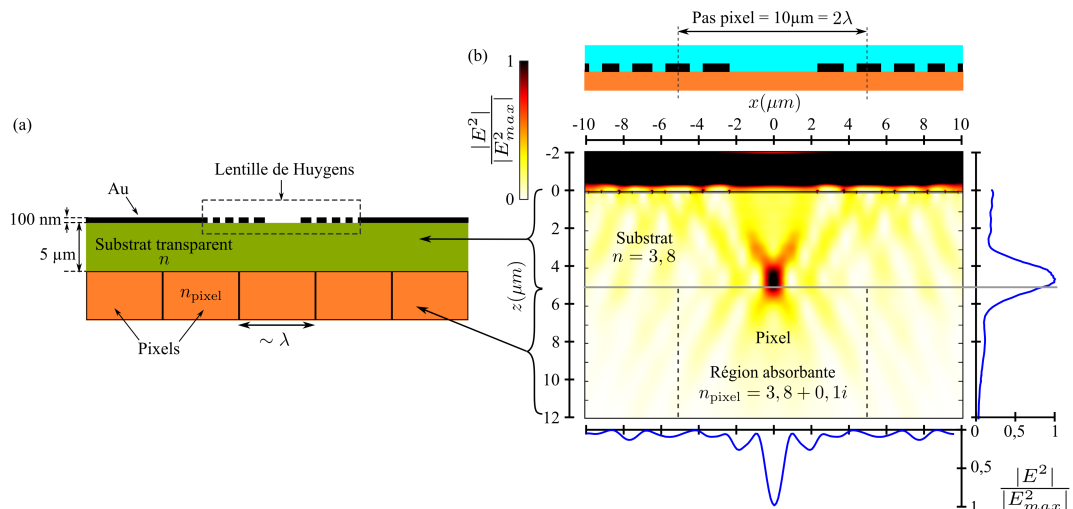 (a)
Lentille de Huygens
Au
100 nm
5 µm
Substrat transparent
n
n_pixel
Pixels
∼ λ
(b)
1
0
|E²|
|E²max|
Pas pixel = 10µm = 2λ
x(µm)
-10 -8 -6 -4 -2 0 2 4 6 8 10
-2
0
2
4
6
8
10
12
z(µm)
Substrat
n = 3, 8
Pixel
Région absorbante
n_pixel = 3, 8 + 0, 1i
0 0,5 1
0,5
1
|E²|
|E²max|